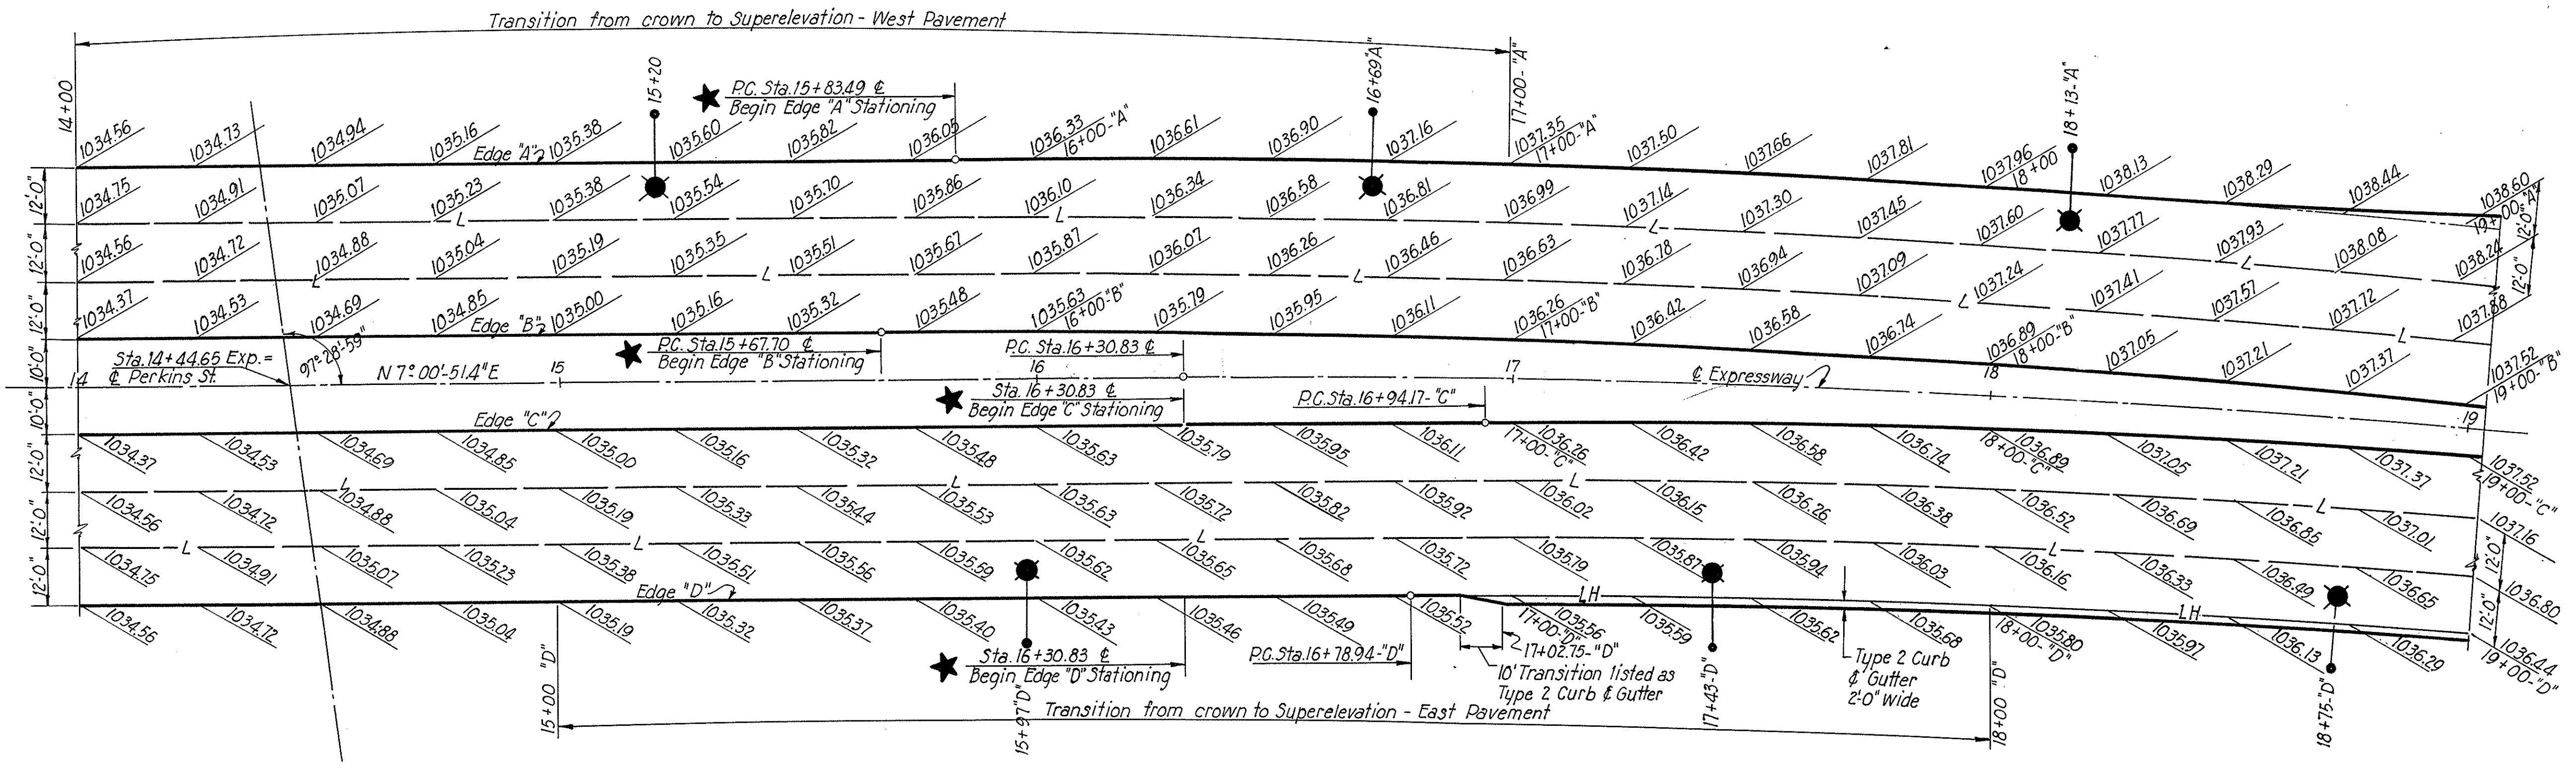 Transition from crown to Superelevation - West Pavement
14+00
15+20
16+69"A"
17+00-"A"
18+13-"A"
★ P.C. Sta. 15+83.49 ℄
Begin Edge "A" Stationing
1034.56 1034.73 1034.94 1035.16 1035.38 1035.60 1035.82 1036.05 1036.33 1036.61 1036.90 1037.16 1037.35 1037.50 1037.66 1037.81 1037.96 1038.13 1038.29 1038.44 1038.60
Edge "A"
16+00-"A"
17+00-"A"
18+00
19+00-"A"
12'-0"
1034.75 1034.91 1035.07 1035.23 1035.38 1035.54 1035.70 1035.86 1036.10 1036.34 1036.58 1036.81 1036.99 1037.14 1037.30 1037.45 1037.60 1037.77 1037.93 1038.08 1038.24
12'-0"
L L L
12'-0"
1034.56 1034.72 1034.88 1035.04 1035.19 1035.35 1035.51 1035.67 1035.87 1036.07 1036.26 1036.46 1036.63 1036.78 1036.94 1037.09 1037.24 1037.41 1037.57 1037.72 1037.88
12'-0"
L L L L
L L
12'-0"
1034.37 1034.53 1034.69 1034.85 1035.00 1035.16 1035.32 1035.48 1035.63 1035.79 1035.95 1036.11 1036.26 1036.42 1036.58 1036.74 1036.89 1037.05 1037.21 1037.37 1037.52
Edge "B"
16+00-"B"
17+00-"B"
18+00-"B"
19+00-"B"
10'-0"
Sta. 14+44.65 Exp. =
℄ Perkins St.
97°-28'-59"
★ P.C. Sta. 15+67.70 ℄
Begin Edge "B" Stationing
P.C. Sta. 16+30.83 ℄
14 N 7°-00'-51.4" E 15 16 17 ℄ Expressway 18 19
10'-0"
★ Sta. 16+30.83 ℄
Begin Edge "C" Stationing
P.C. Sta. 16+94.17-"C"
Edge "C"
1034.37 1034.53 1034.69 1034.85 1035.00 1035.16 1035.32 1035.48 1035.63 1035.79 1035.95 1036.11 1036.26 1036.42 1036.58 1036.74 1036.89 1037.05 1037.21 1037.37 1037.52
17+00-"C"
18+00-"C"
19+00-"C"
12'-0"
L L L L
1034.56 1034.72 1034.88 1035.04 1035.19 1035.33 1035.44 1035.53 1035.63 1035.72 1035.82 1035.92 1036.02 1036.15 1036.26 1036.38 1036.52 1036.69 1036.85 1037.01 1037.16
12'-0"
12'-0"
L L L L
1034.75 1034.91 1035.07 1035.23 1035.38 1035.51 1035.56 1035.59 1035.62 1035.65 1035.68 1035.72 1035.79 1035.87 1035.94 1036.03 1036.16 1036.33 1036.49 1036.65 1036.80
12'-0"
12'-0"
Edge "D"
LH LH
1034.56 1034.72 1034.88 1035.04 1035.19 1035.32 1035.37 1035.40 1035.43 1035.46 1035.49 1035.52 1035.56 1035.59 1035.62 1035.68 1035.80 1035.97 1036.13 1036.29 1036.44
17+00-"D"
18+00-"D"
19+00-"D"
★ Sta. 16+30.83 ℄
Begin Edge "D" Stationing
P.C. Sta. 16+78.94-"D"
17+02.75-"D"
10' Transition listed as
Type 2 Curb ¢ Gutter
Type 2 Curb
¢ Gutter
2'-0" wide
15+00 "D"
15+97"D"
17+43-"D"
18+00 "D"
18+75-"D"
Transition from crown to Superelevation - East Pavement